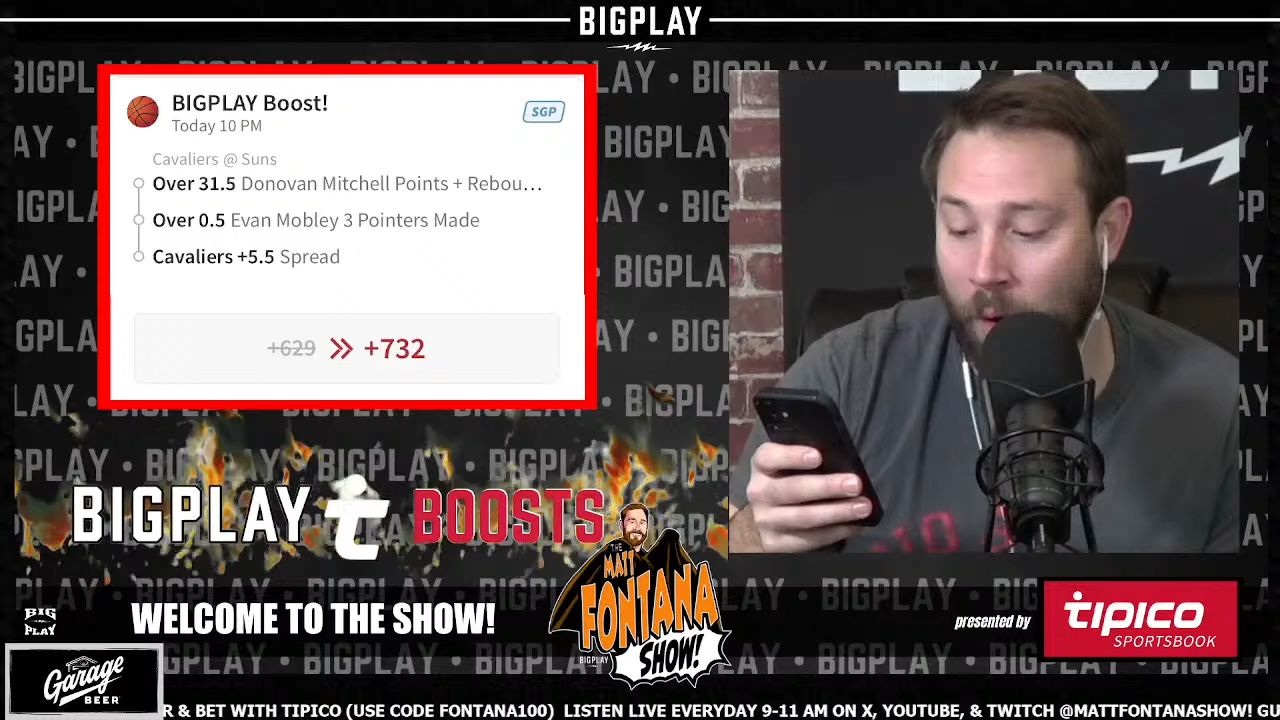 BIGPLAY
BIGPLAY Boost!
SGP
Today 10 PM
Cavaliers @ Suns
Over 31.5 Donovan Mitchell Points + Rebou…
Over 0.5 Evan Mobley 3 Pointers Made
Cavaliers +5.5 Spread
+629 >> +732
BIGPLAY t BOOSTS
THE
MATT
FONTANA
SHOW!
BIGPLAY
BIG
PLAY
WELCOME TO THE SHOW!
presented by
tipico
SPORTSBOOK
Garage
BEER
R & BET WITH TIPICO (USE CODE FONTANA100) LISTEN LIVE EVERYDAY 9-11 AM ON X, YOUTUBE, & TWITCH @MATTFONTANASHOW! GU